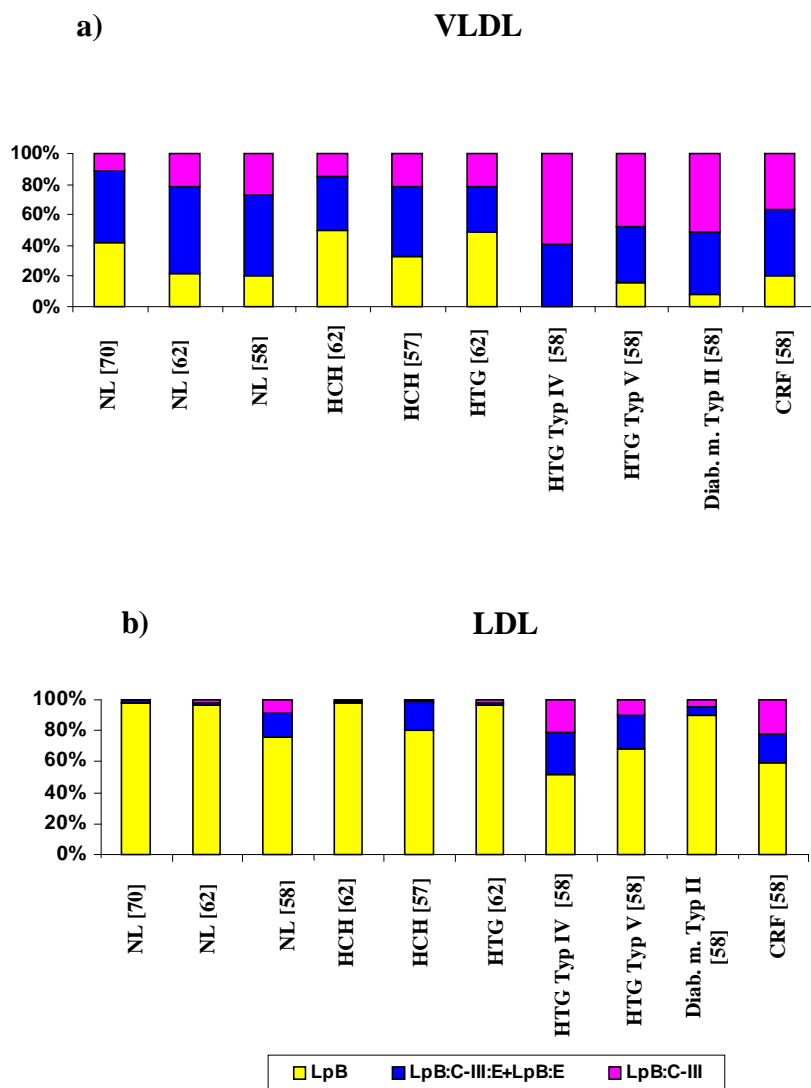 a) VLDL
100%
80%
60%
40%
20%
0%
NL [70]
NL [62]
NL [58]
HCH [62]
HCH [57]
HTG [62]
HTG Typ IV [58]
HTG Typ V [58]
Diab. m. Typ II [58]
CRF [58]
b) LDL
100%
80%
60%
40%
20%
0%
NL [70]
NL [62]
NL [58]
HCH [62]
HCH [57]
HTG [62]
HTG Typ IV [58]
HTG Typ V [58]
Diab. m. Typ II
[58]
CRF [58]
LpB LpB:C-III:E+LpB:E LpB:C-III